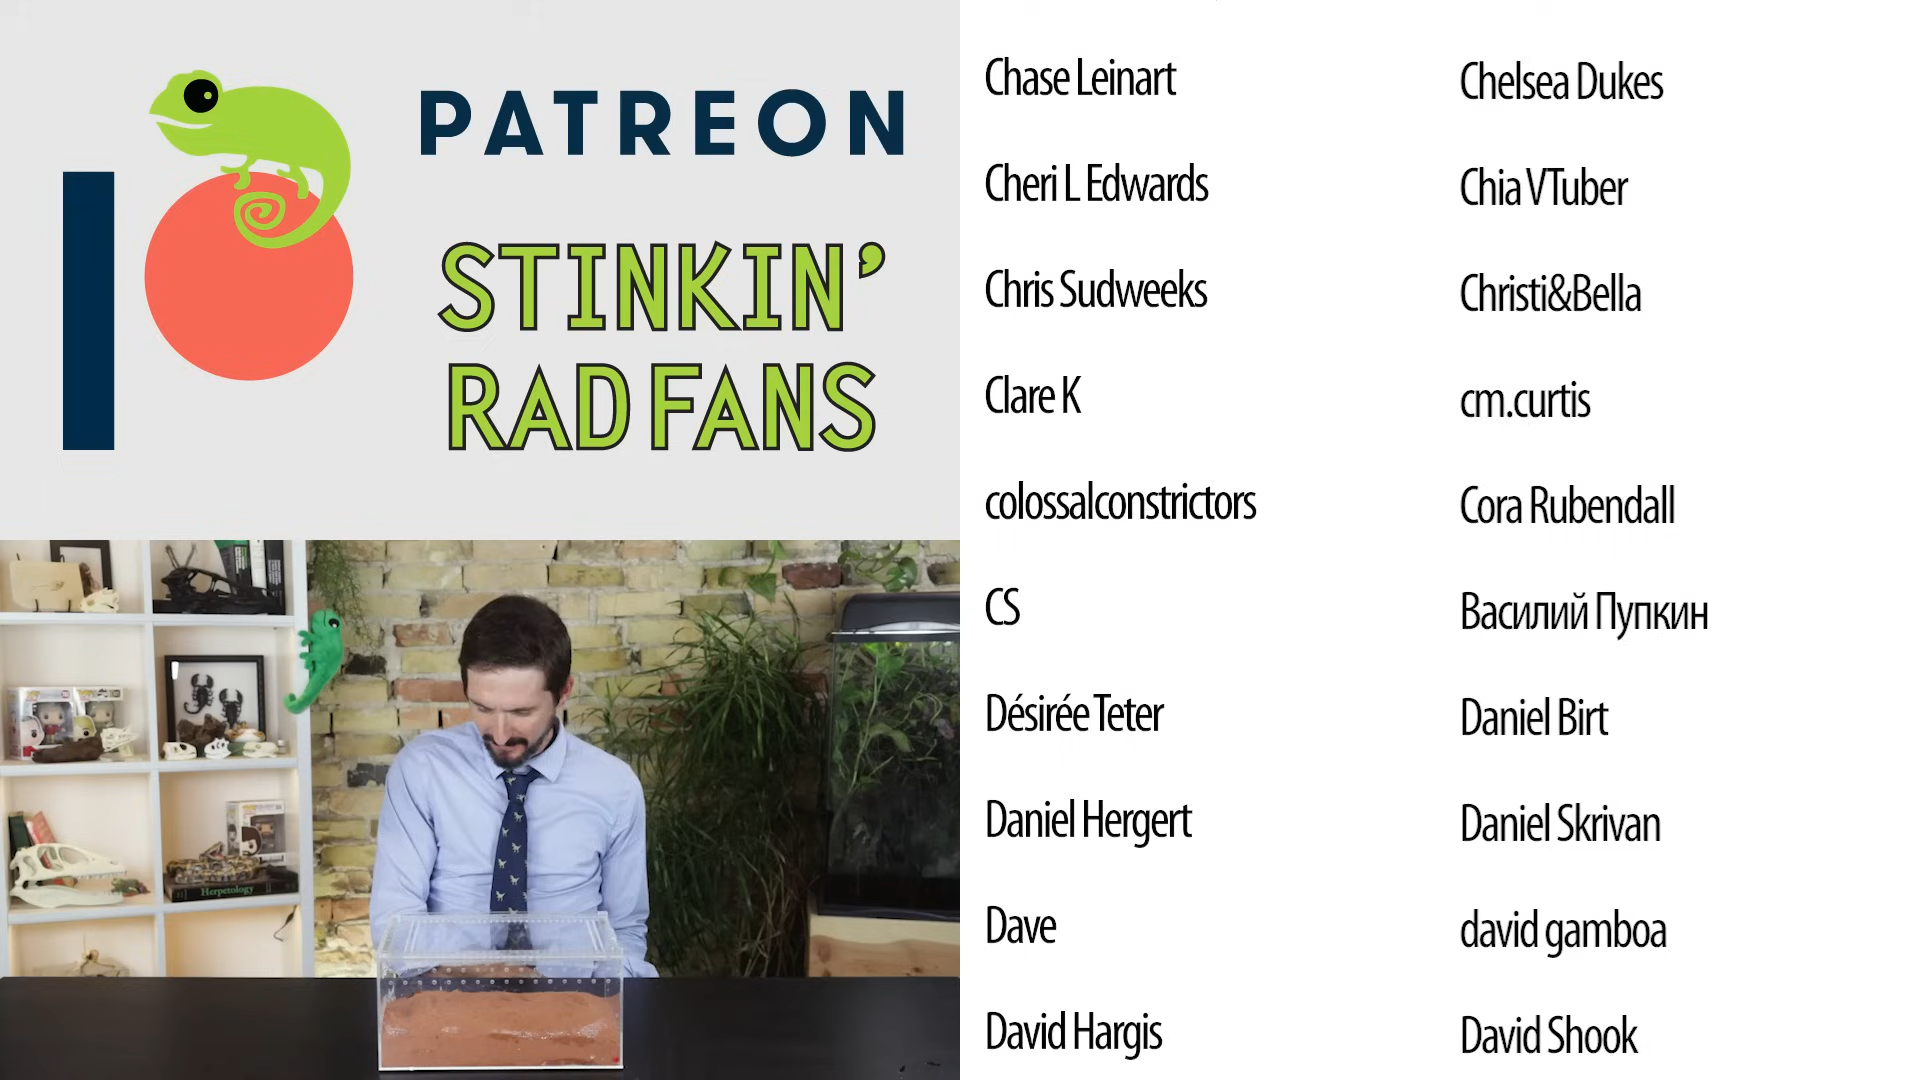 PATREON
STINKIN'
RAD FANS
Herpetology
Chase Leinart
Chelsea Dukes
Cheri L Edwards
Chia VTuber
Chris Sudweeks
Christi&Bella
Clare K
cm.curtis
colossalconstrictors
Cora Rubendall
CS
Василий Пупкин
Désirée Teter
Daniel Birt
Daniel Hergert
Daniel Skrivan
Dave
david gamboa
David Hargis
David Shook